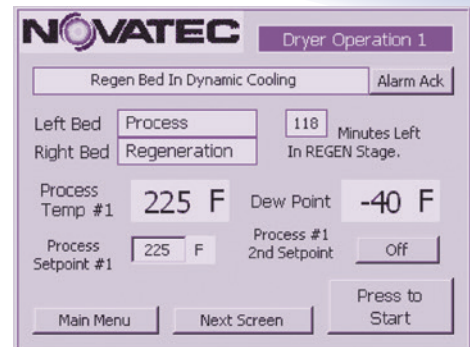 NOVATEC
Dryer Operation 1
Regen Bed In Dynamic Cooling
Alarm Ack
Left Bed Process
118 Minutes Left
Right Bed Regeneration
In REGEN Stage.
Process
Temp #1
225 F
Dew Point
-40 F
Process
Setpoint #1
225 F
Process #1
2nd Setpoint
Off
Main Menu
Next Screen
Press to
Start